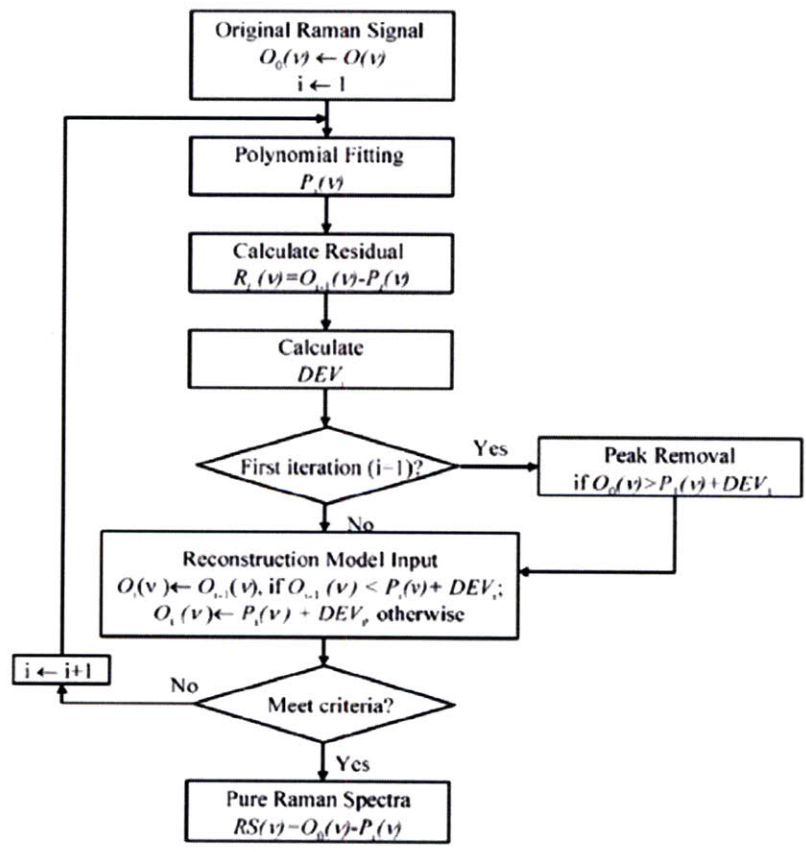 Original Raman Signal
O₀(ν) ← O(ν)
i ← 1
Polynomial Fitting
Pᵢ(ν)
Calculate Residual
Rᵢ(ν)=Oᵢ₋₁(ν)-Pᵢ(ν)
Calculate
DEVᵢ
First iteration (i−1)?
Yes
Peak Removal
if O₀(ν)>P₁(ν)+DEV₁
No
Reconstruction Model Input
Oᵢ(ν)← Oᵢ₋₁(ν), if Oᵢ₋₁(ν) < Pᵢ(ν)+ DEVᵢ;
Oᵢ(ν)← Pᵢ(ν) + DEVᵢ, otherwise
i ← i+1
No
Meet criteria?
Yes
Pure Raman Spectra
RS(ν)−O₀(ν)-Pᵢ(ν)